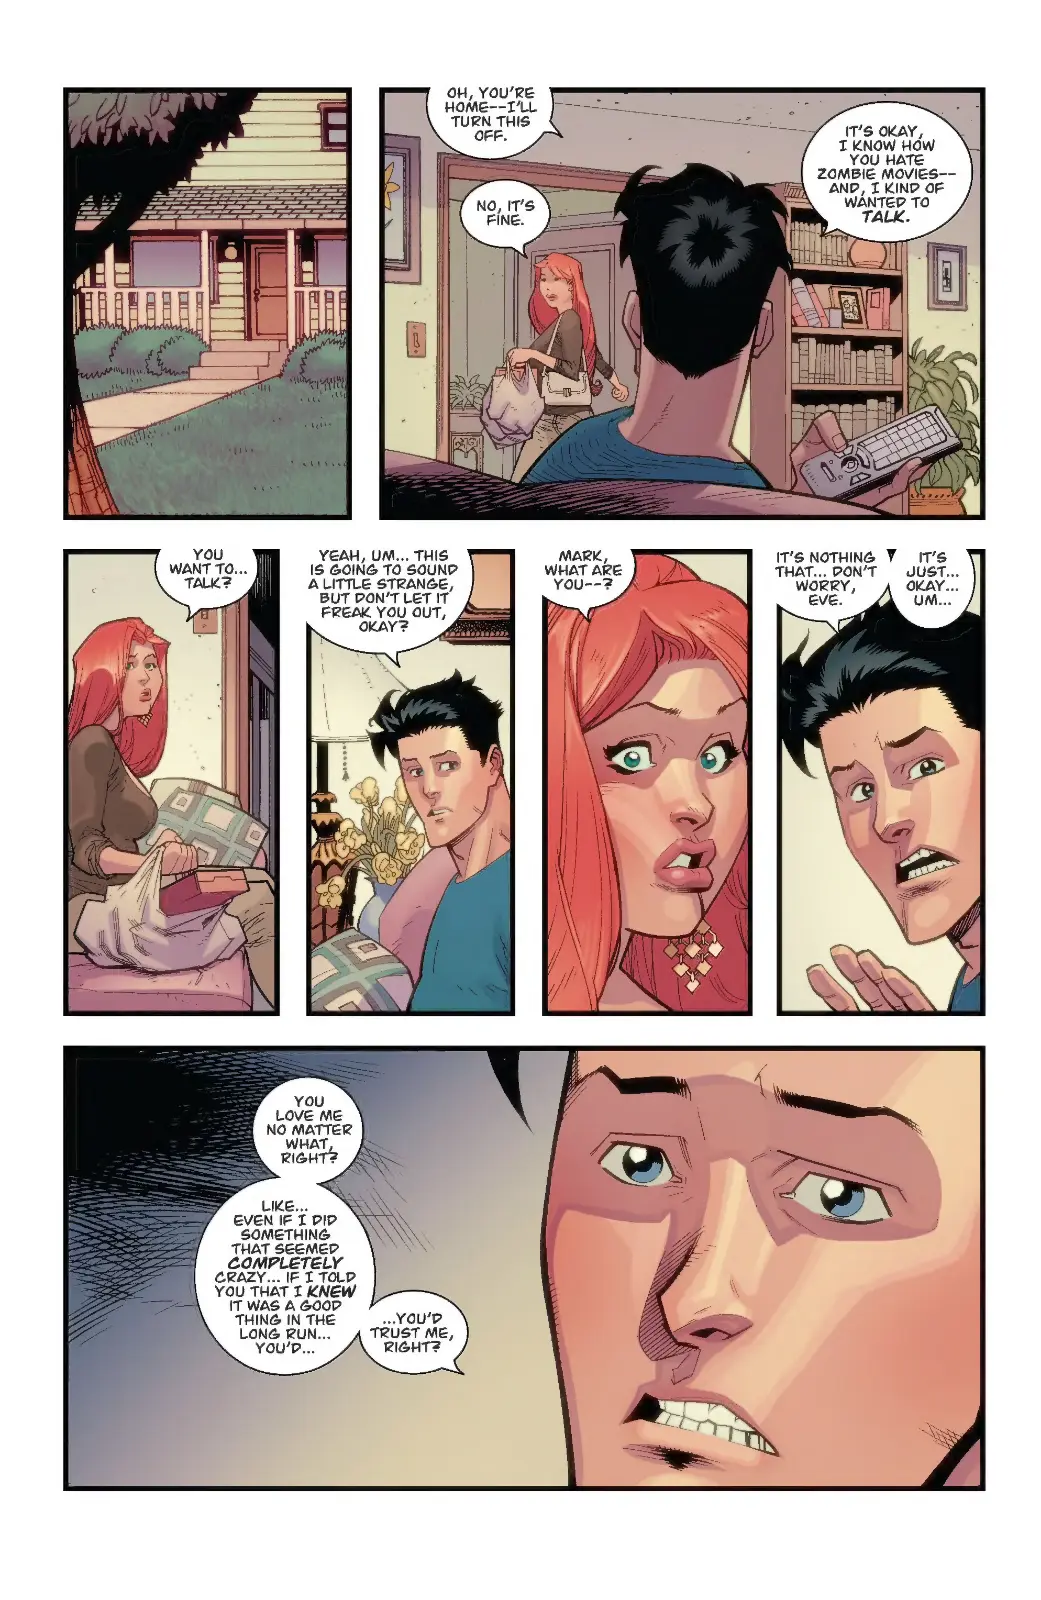 OH, YOU'RE
HOME--I'LL
TURN THIS
OFF.
NO, IT'S
FINE.
IT'S OKAY,
I KNOW HOW
YOU HATE
ZOMBIE MOVIES--
AND, I KIND OF
WANTED TO
TALK.
YOU
WANT TO...
TALK?
YEAH, UM... THIS
IS GOING TO SOUND
A LITTLE STRANGE,
BUT DON'T LET IT
FREAK YOU OUT,
OKAY?
MARK,
WHAT ARE
YOU--?
IT'S NOTHING
THAT... DON'T
WORRY,
EVE.
IT'S
JUST...
OKAY...
UM...
YOU
LOVE ME
NO MATTER
WHAT,
RIGHT?
LIKE...
EVEN IF I DID
SOMETHING
THAT SEEMED
COMPLETELY
CRAZY... IF I TOLD
YOU THAT I KNEW
IT WAS A GOOD
THING IN THE
LONG RUN...
YOU'D...
...YOU'D
TRUST ME,
RIGHT?